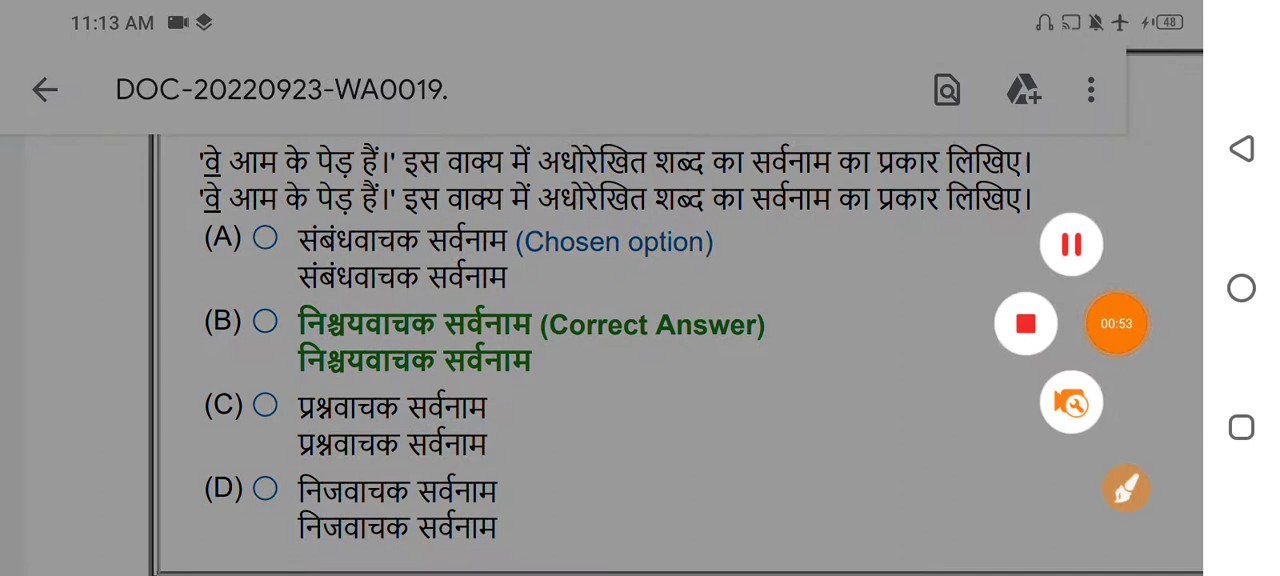 11:13 AM
48
DOC-20220923-WA0019.
'वे आम के पेड़ हैं।' इस वाक्य में अधोरेखित शब्द का सर्वनाम का प्रकार लिखिए।
'वे आम के पेड़ हैं।' इस वाक्य में अधोरेखित शब्द का सर्वनाम का प्रकार लिखिए।
(A) संबंधवाचक सर्वनाम (Chosen option)
संबंधवाचक सर्वनाम
(B) निश्चयवाचक सर्वनाम (Correct Answer)
निश्चयवाचक सर्वनाम
00:53
(C) प्रश्नवाचक सर्वनाम
प्रश्नवाचक सर्वनाम
(D) निजवाचक सर्वनाम
निजवाचक सर्वनाम